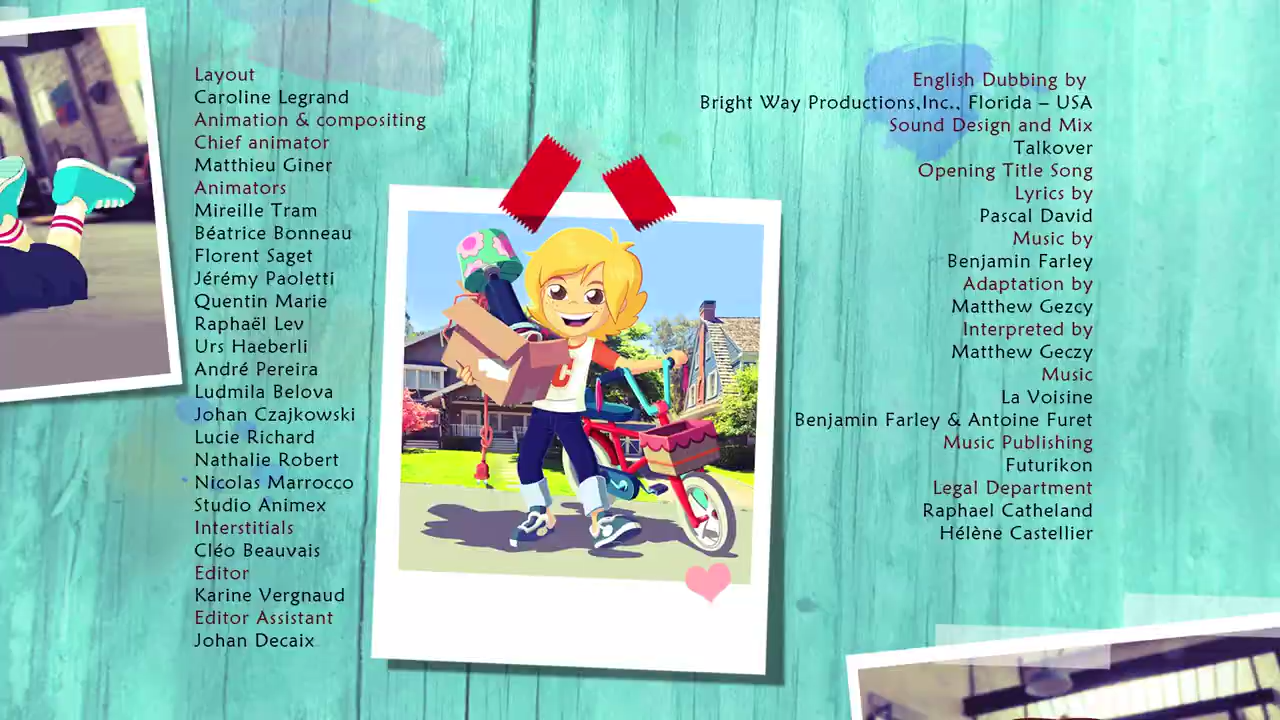 Layout
Caroline Legrand
Animation & compositing
Chief animator
Matthieu Giner
Animators
Mireille Tram
Béatrice Bonneau
Florent Saget
Jérémy Paoletti
Quentin Marie
Raphaël Lev
Urs Haeberli
André Pereira
Ludmila Belova
Johan Czajkowski
Lucie Richard
Nathalie Robert
Nicolas Marrocco
Studio Animex
Interstitials
Cléo Beauvais
Editor
Karine Vergnaud
Editor Assistant
Johan Decaix
C
English Dubbing by
Bright Way Productions,Inc., Florida – USA
Sound Design and Mix
Talkover
Opening Title Song
Lyrics by
Pascal David
Music by
Benjamin Farley
Adaptation by
Matthew Gezcy
Interpreted by
Matthew Geczy
Music
La Voisine
Benjamin Farley & Antoine Furet
Music Publishing
Futurikon
Legal Department
Raphael Catheland
Hélène Castellier